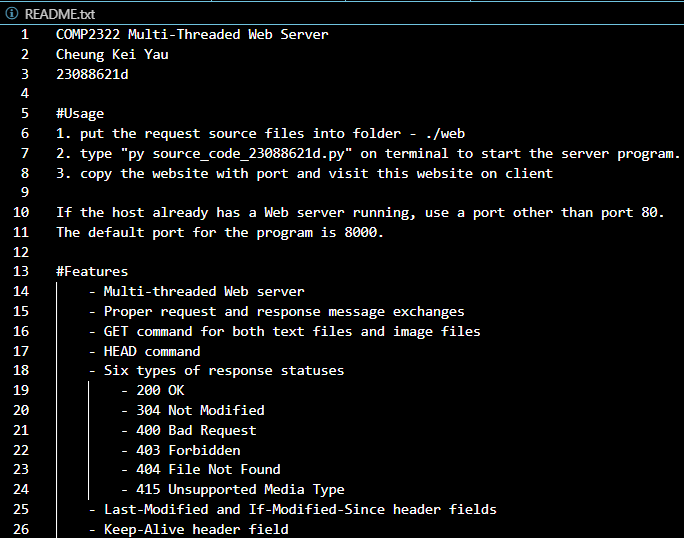 README.txt
1 COMP2322 Multi-Threaded Web Server
2 Cheung Kei Yau
3 23088621d
4
5 #Usage
6 1. put the request source files into folder - ./web
7 2. type "py source_code_23088621d.py" on terminal to start the server program.
8 3. copy the website with port and visit this website on client
9
10 If the host already has a Web server running, use a port other than port 80.
11 The default port for the program is 8000.
12
13 #Features
14 - Multi-threaded Web server
15 - Proper request and response message exchanges
16 - GET command for both text files and image files
17 - HEAD command
18 - Six types of response statuses
19 - 200 OK
20 - 304 Not Modified
21 - 400 Bad Request
22 - 403 Forbidden
23 - 404 File Not Found
24 - 415 Unsupported Media Type
25 - Last-Modified and If-Modified-Since header fields
26 - Keep-Alive header field